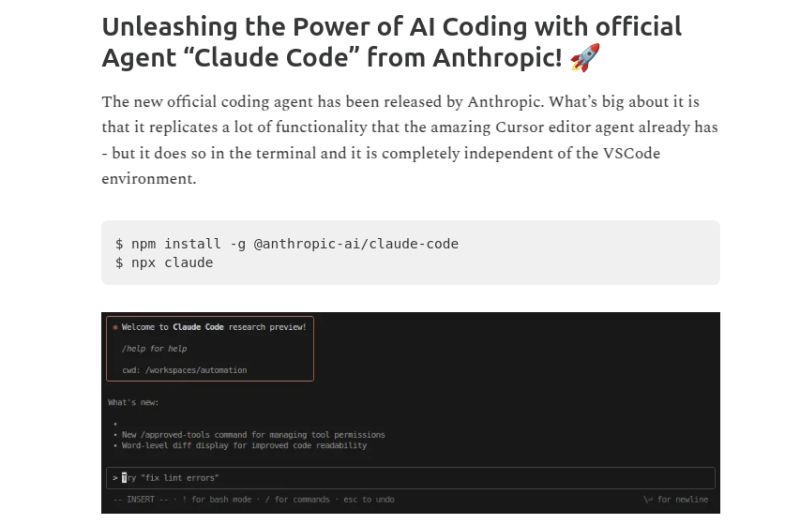 Unleashing the Power of AI Coding with official
Agent “Claude Code” from Anthropic! 🚀
The new official coding agent has been released by Anthropic. What’s big about it is
that it replicates a lot of functionality that the amazing Cursor editor agent already has
- but it does so in the terminal and it is completely independent of the VSCode
environment.
$ npm install -g @anthropic-ai/claude-code
$ npx claude
✻ Welcome to Claude Code research preview!
/help for help
cwd: /workspaces/automation
What's new:
•
• New /approved-tools command for managing tool permissions
• Word-level diff display for improved code readability
> Try "fix lint errors"
-- INSERT -- · ! for bash mode · / for commands · esc to undo
\⏎ for newline